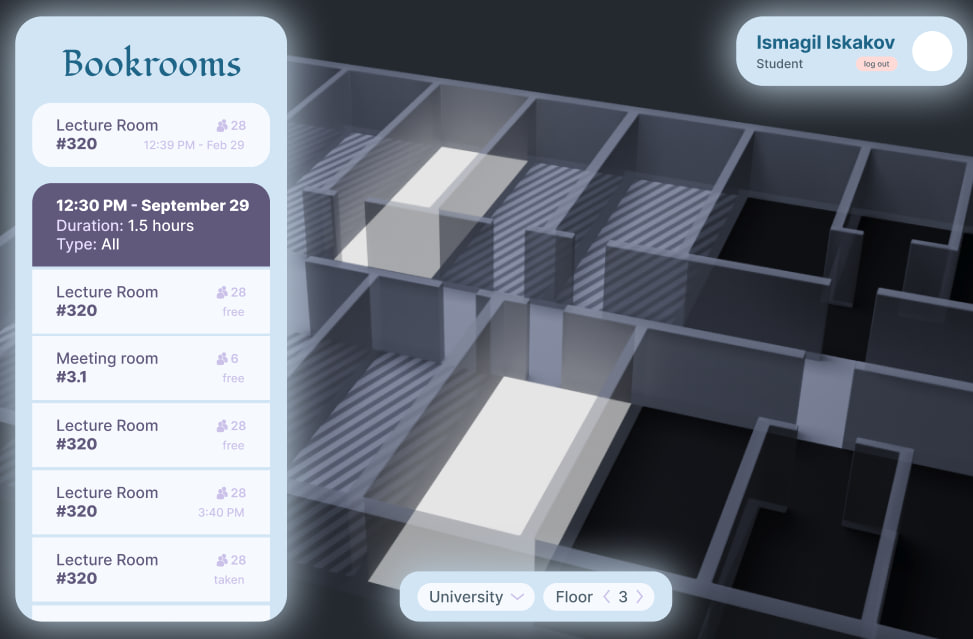 Bookrooms
Lecture Room 28
#320 12:39 PM - Feb 29
12:30 PM - September 29
Duration: 1.5 hours
Type: All
Lecture Room 28
#320 free
Meeting room 6
#3.1 free
Lecture Room 28
#320 free
Lecture Room 28
#320 3:40 PM
Lecture Room 28
#320 taken
Ismagil Iskakov
Student log out
University Floor 3